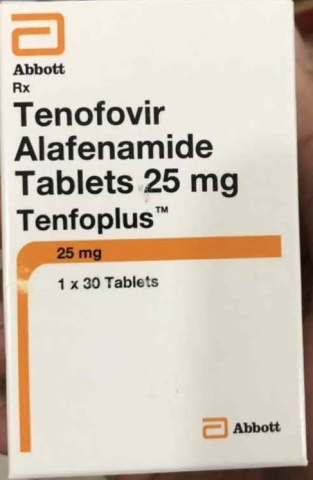 Abbott
Rx
Tenofovir
Alafenamide
Tablets 25 mg
Tenfoplus™
25 mg
1 x 30 Tablets
Abbott